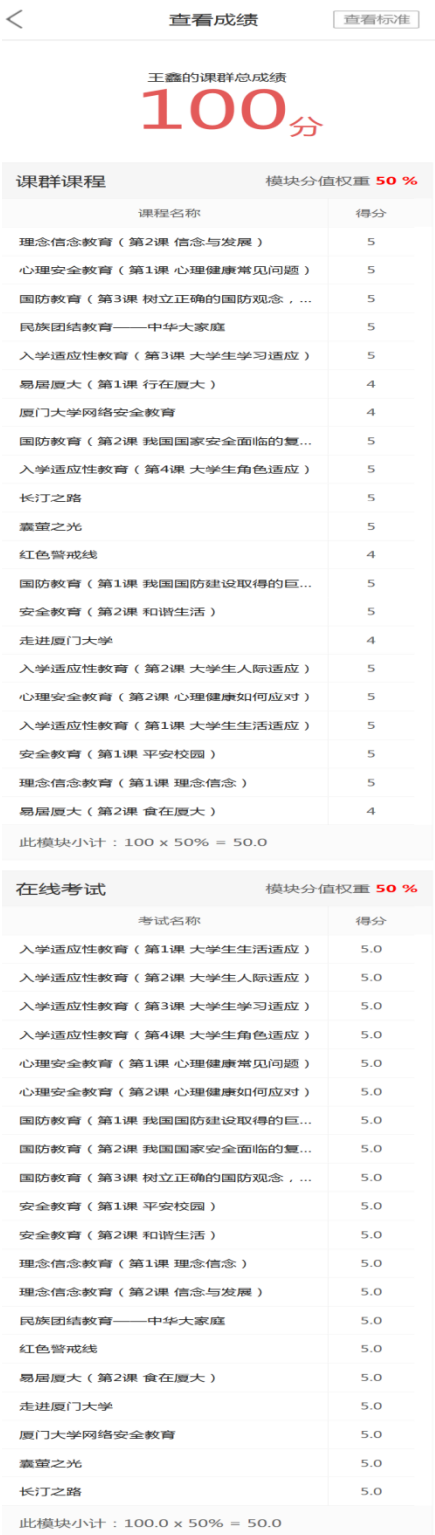 查看成绩 查看标准
王鑫的课群总成绩
100分
课群课程 模块分值权重 50 %
课程名称 得分
理念信念教育（第2课 信念与发展） 5
心理安全教育（第1课 心理健康常见问题） 5
国防教育（第3课 树立正确的国防观念，... 5
民族团结教育——中华大家庭 5
入学适应性教育（第3课 大学生学习适应） 5
易居厦大（第1课 行在厦大） 4
厦门大学网络安全教育 4
国防教育（第2课 我国国家安全面临的复... 5
入学适应性教育（第4课 大学生角色适应） 5
长汀之路 5
囊萤之光 5
红色警戒线 4
国防教育（第1课 我国国防建设取得的巨... 5
安全教育（第2课 和谐生活） 5
走进厦门大学 4
入学适应性教育（第2课 大学生人际适应） 5
心理安全教育（第2课 心理健康如何应对） 5
入学适应性教育（第1课 大学生生活适应） 5
安全教育（第1课 平安校园） 5
理念信念教育（第1课 理念信念） 5
易居厦大（第2课 食在厦大） 4
此模块小计：100 x 50% = 50.0
在线考试 模块分值权重 50 %
考试名称 得分
入学适应性教育（第1课 大学生生活适应） 5.0
入学适应性教育（第2课 大学生人际适应） 5.0
入学适应性教育（第3课 大学生学习适应） 5.0
入学适应性教育（第4课 大学生角色适应） 5.0
心理安全教育（第1课 心理健康常见问题） 5.0
心理安全教育（第2课 心理健康如何应对） 5.0
国防教育（第1课 我国国防建设取得的巨... 5.0
国防教育（第2课 我国国家安全面临的复... 5.0
国防教育（第3课 树立正确的国防观念，... 5.0
安全教育（第1课 平安校园） 5.0
安全教育（第2课 和谐生活） 5.0
理念信念教育（第1课 理念信念） 5.0
理念信念教育（第2课 信念与发展） 5.0
民族团结教育——中华大家庭 5.0
红色警戒线 5.0
易居厦大（第2课 食在厦大） 5.0
走进厦门大学 5.0
厦门大学网络安全教育 5.0
囊萤之光 5.0
长汀之路 5.0
此模块小计：100.0 x 50% = 50.0